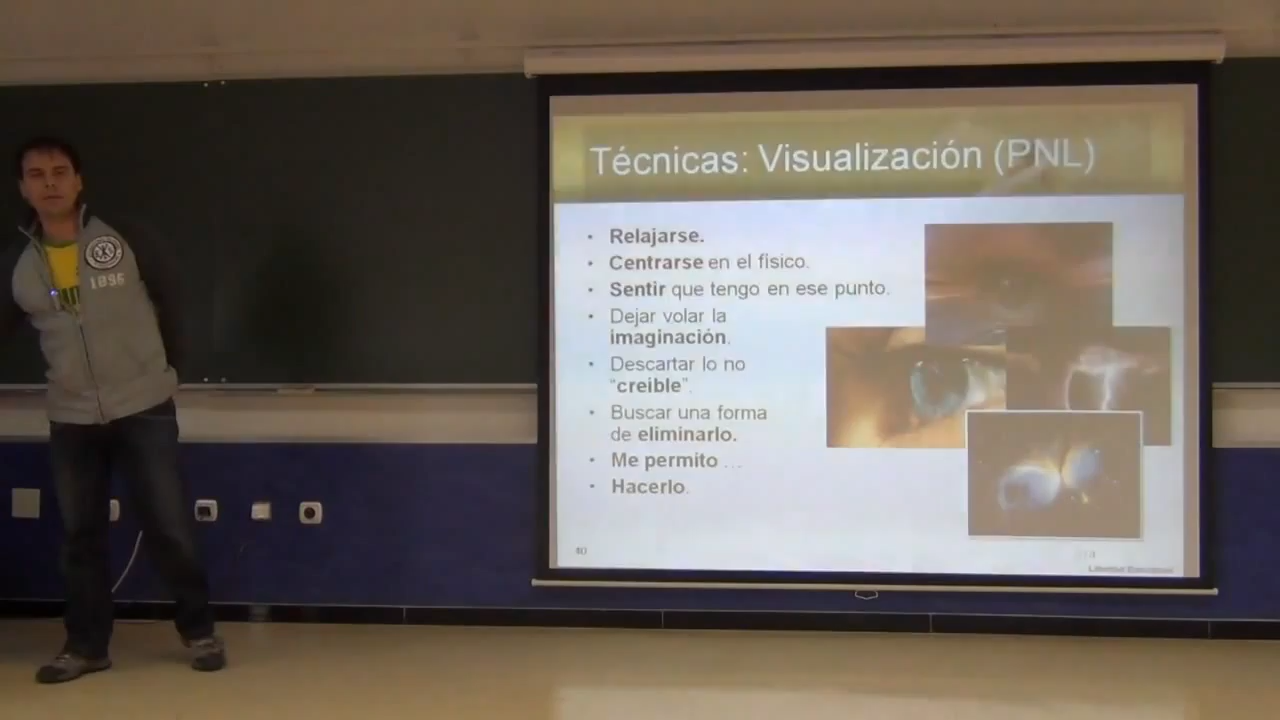 Técnicas: Visualización (PNL)
• Relajarse.
• Centrarse en el físico.
• Sentir que tengo en ese punto.
• Dejar volar la
imaginación.
• Descartar lo no
“creible”.
• Buscar una forma
de eliminarlo.
• Me permito …
• Hacerlo.
1896